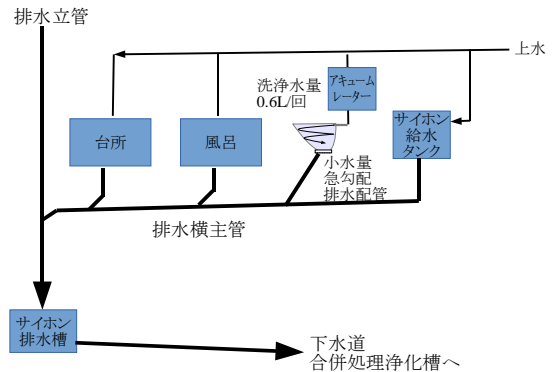 排水立管
上水
アキューム
レーター
洗浄水量
0.6L/回
サイホン
給水
タンク
台所
風呂
小水量
急勾配
排水配管
排水横主管
サイホン
排水槽
下水道
合併処理浄化槽へ